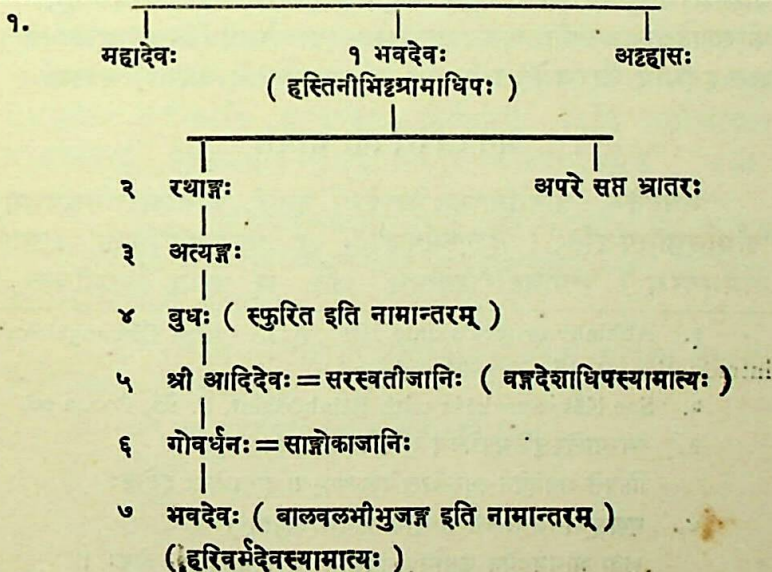 १.
महादेवः १ भवदेवः अट्टहासः
( हस्तिनीभिट्टग्रामाधिपः )
२ रथाङ्गः अपरे सप्त भ्रातरः
३ अत्यङ्गः
४ बुधः ( स्फुरित इति नामान्तरम् )
५ श्री आदिदेवः = सरस्वतीजानिः ( वङ्गदेशाधिपस्यामात्यः )
६ गोवर्धनः = साङ्गोकाजानिः
७ भवदेवः ( बालवलभीभुजङ्ग इति नामान्तरम् )
( हरिवर्मदेवस्यामात्यः )